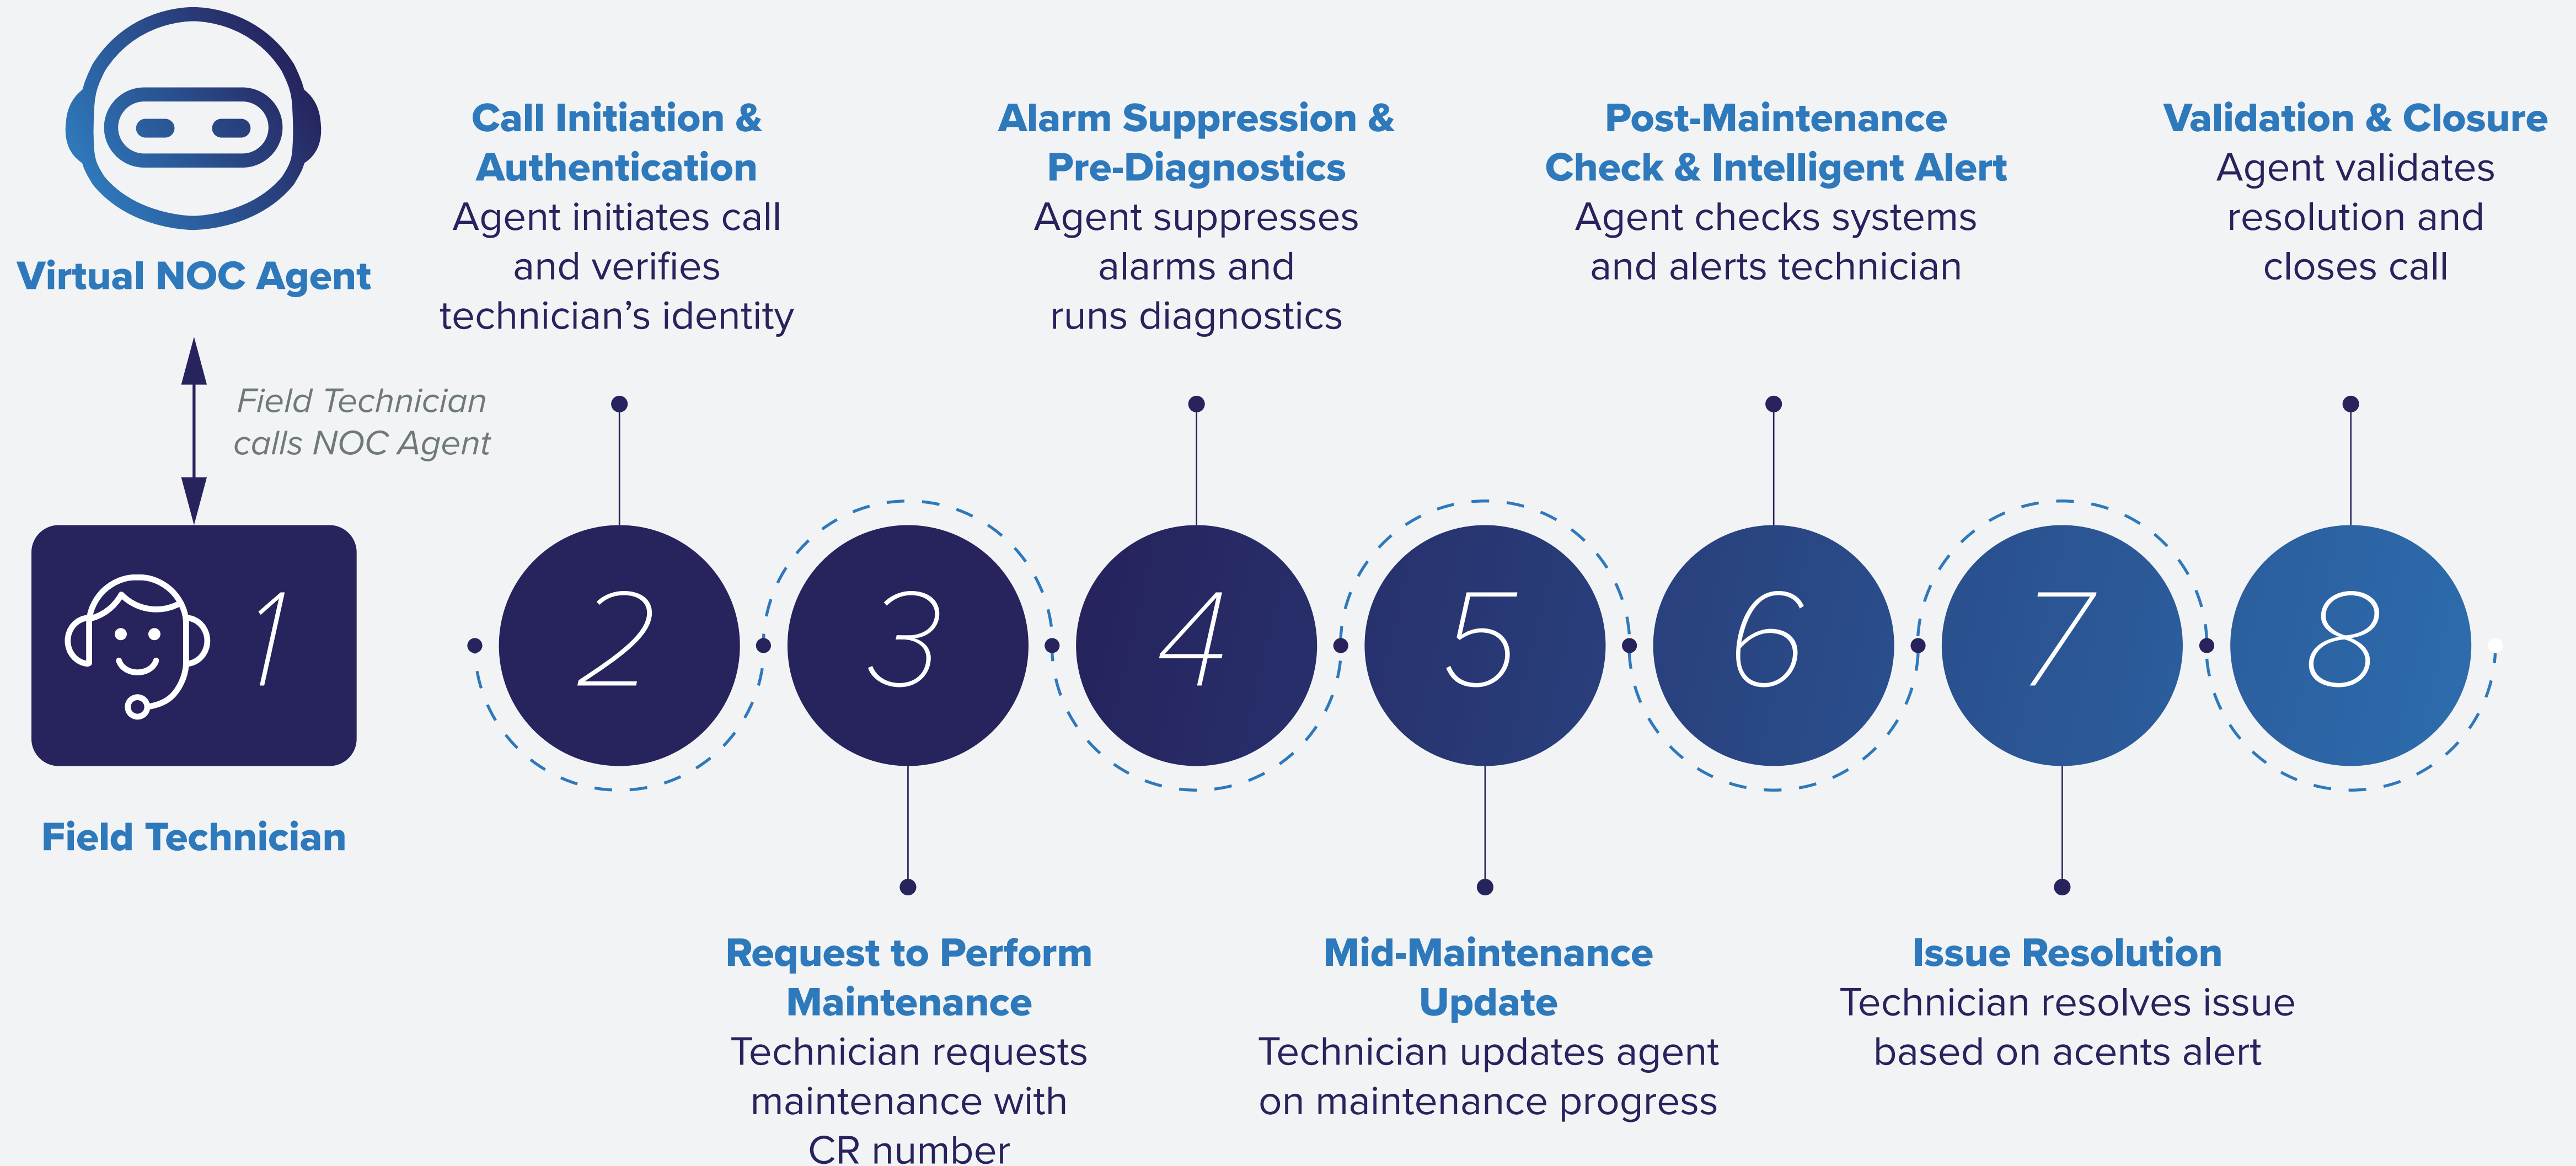 Virtual NOC Agent
Field Technician
calls NOC Agent
1
Field Technician
Call Initiation &
Authentication
Agent initiates call
and verifies
technician’s identity
2
3
Request to Perform
Maintenance
Technician requests
maintenance with
CR number
Alarm Suppression &
Pre-Diagnostics
Agent suppresses
alarms and
runs diagnostics
4
5
Mid-Maintenance
Update
Technician updates agent
on maintenance progress
Post-Maintenance
Check & Intelligent Alert
Agent checks systems
and alerts technician
6
7
Issue Resolution
Technician resolves issue
based on acents alert
Validation & Closure
Agent validates
resolution and
closes call
8